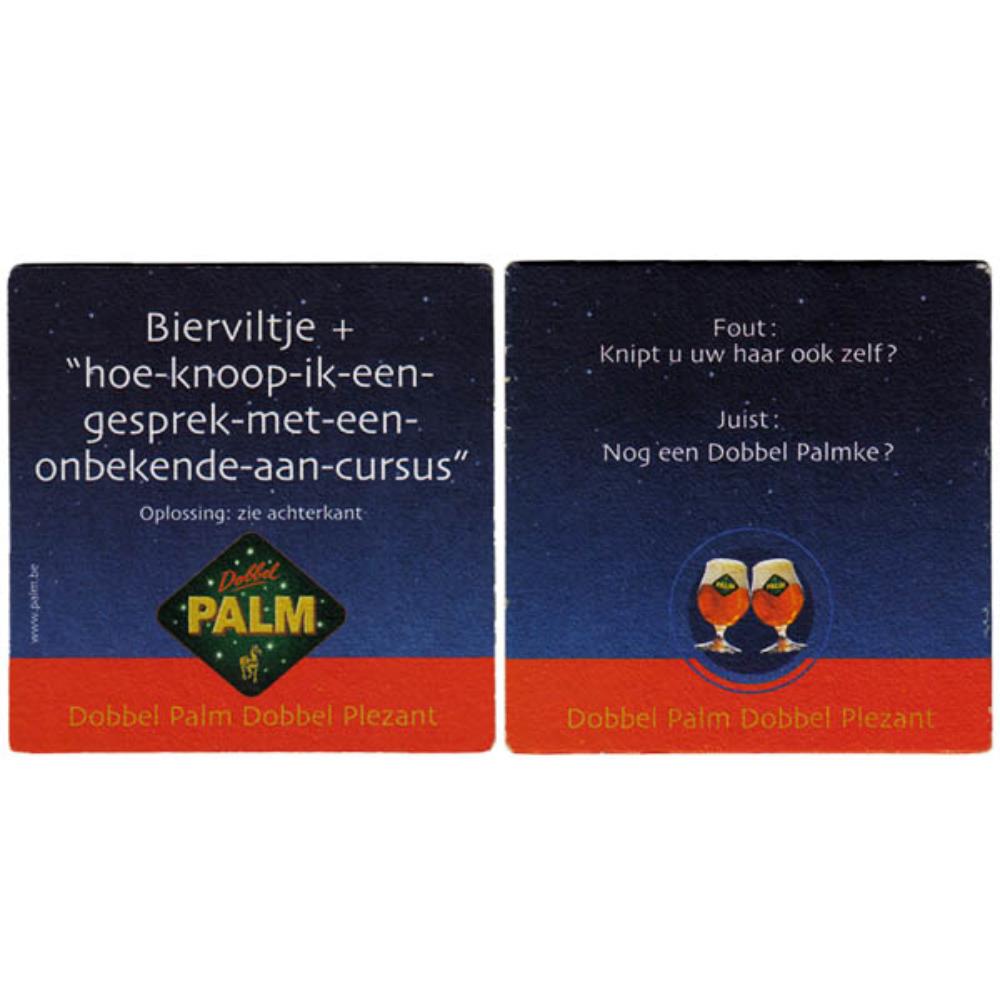 Bierviltje +
“hoe-knoop-ik-een-
gesprek-met-een-
onbekende-aan-cursus”
Oplossing: zie achterkant
www.palm.be
Dobbel
PALM
Dobbel Palm Dobbel Plezant
Fout:
Knipt u uw haar ook zelf?
Juist:
Nog een Dobbel Palmke?
PALM
PALM
Dobbel Palm Dobbel Plezant